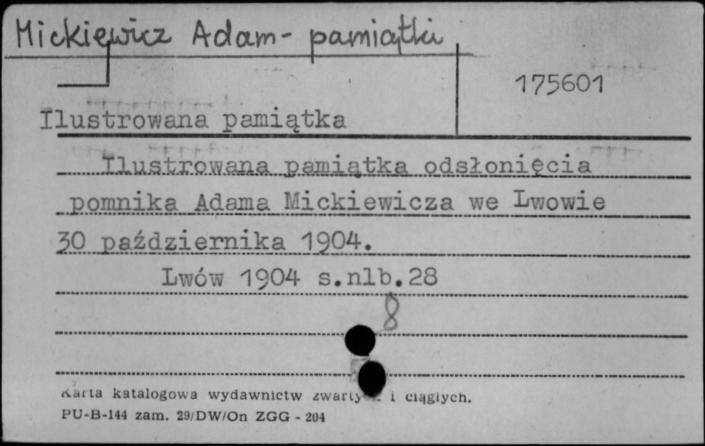 Mickiewicz Adam - pamiątki
175601
Ilustrowana pamiątka
Ilustrowana pamiątka odsłonięcia
pomnika Adama Mickiewicza we Lwowie
30 października 1904.
Lwów 1904 s.nlb.28
8
Karta katalogowa wydawnictw i ciągłych.
PU-B-144 zam. 29/DW/On ZGG - 204